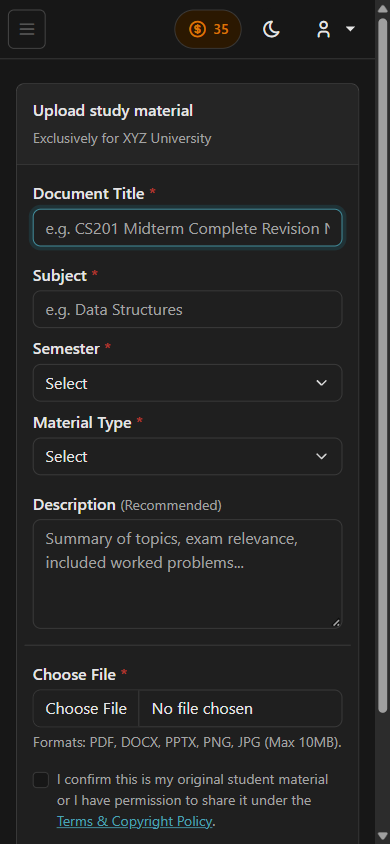 35
Upload study material
Exclusively for XYZ University
Document Title *
e.g. CS201 Midterm Complete Revision N
Subject *
e.g. Data Structures
Semester *
Select
Material Type *
Select
Description (Recommended)
Summary of topics, exam relevance,
included worked problems...
Choose File *
Choose File No file chosen
Formats: PDF, DOCX, PPTX, PNG, JPG (Max 10MB).
I confirm this is my original student material
or I have permission to share it under the
Terms & Copyright Policy.